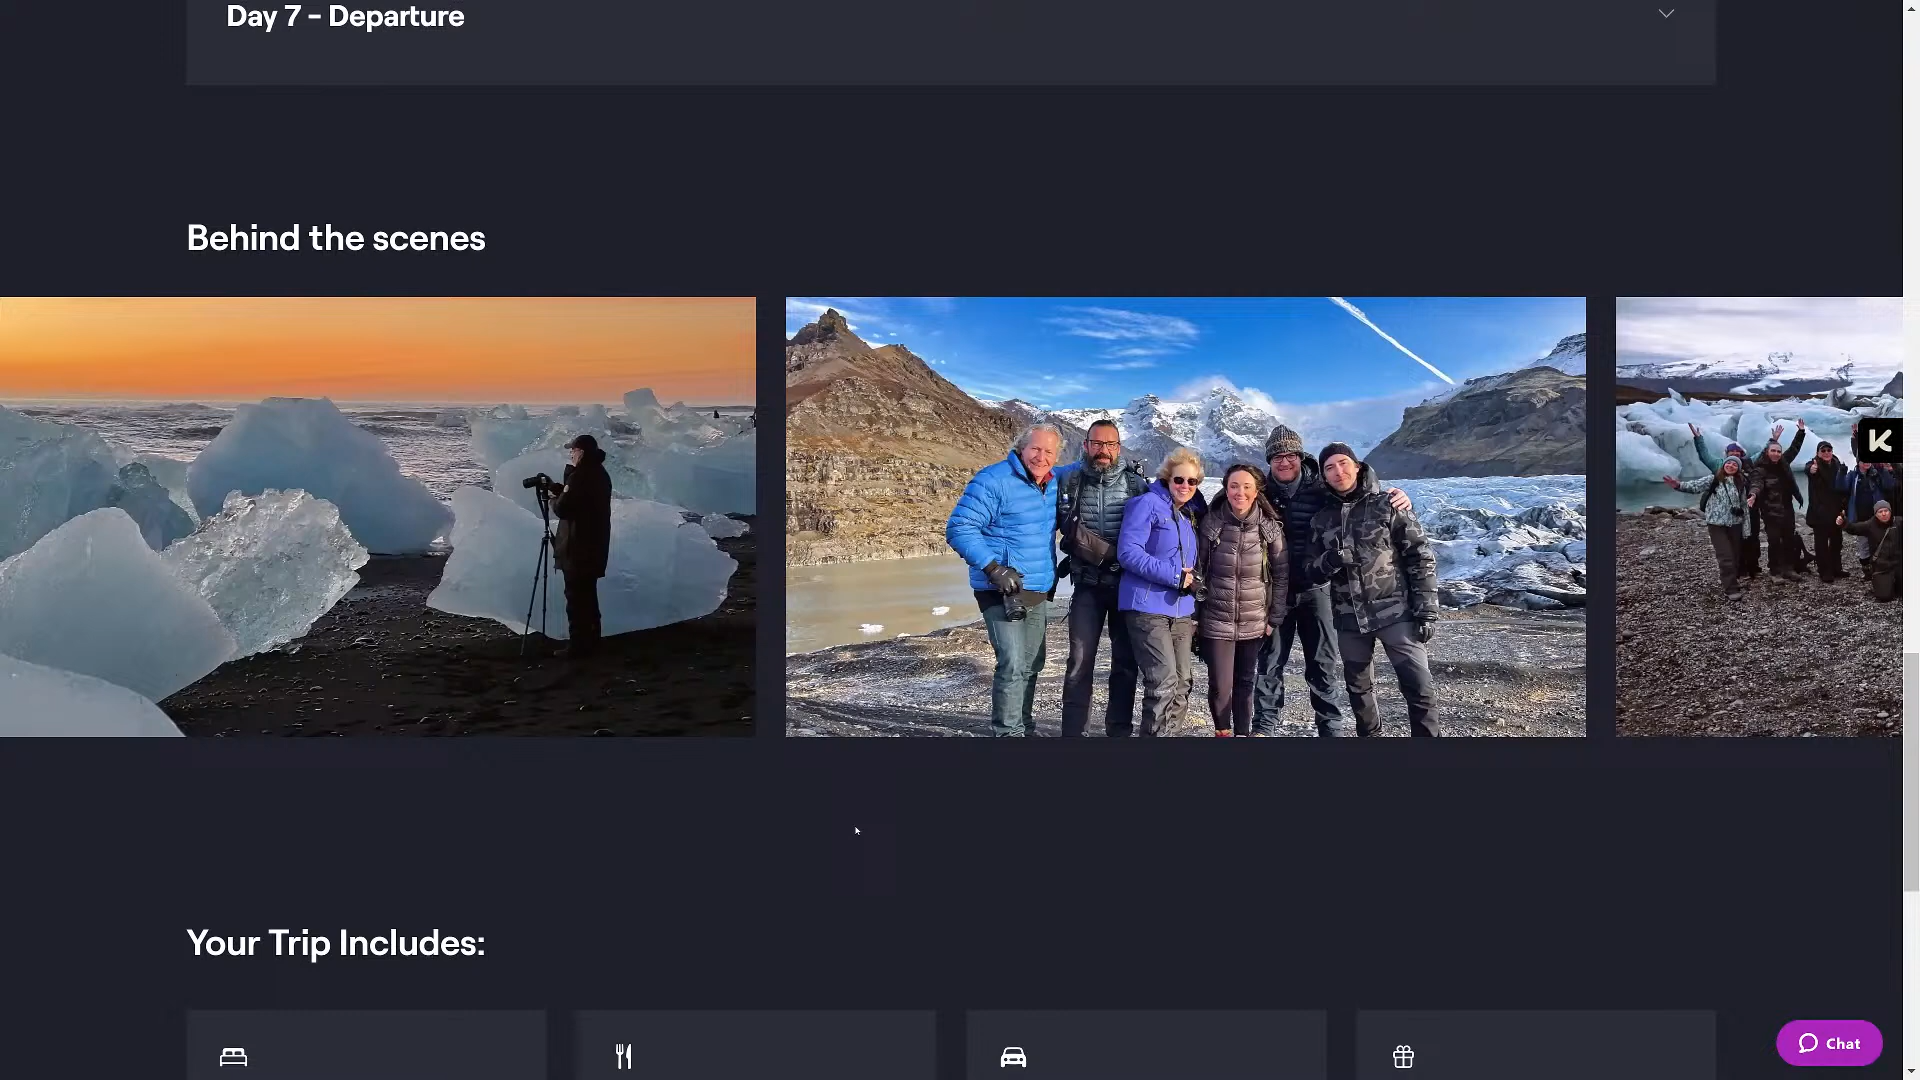 Day 7 - Departure
Behind the scenes
Your Trip Includes:
Chat